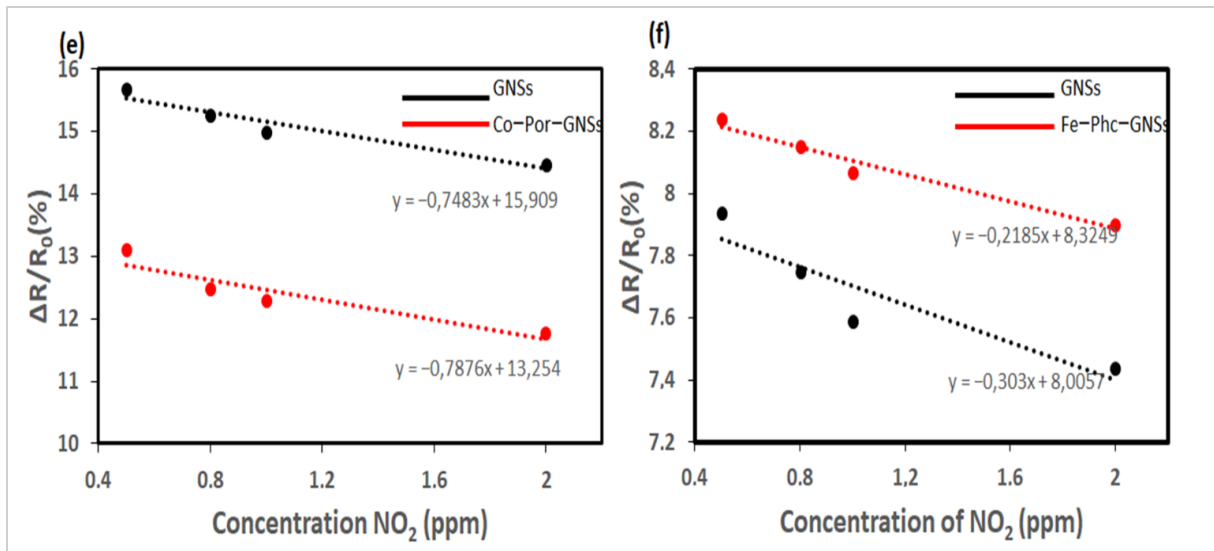 (e)
16
15
14
13
12
11
10
ΔR/R₀(%)
GNSs
Co−Por−GNSs
y = −0,7483x + 15,909
y = −0,7876x + 13,254
0.4
0.8
1.2
1.6
2
Concentration NO₂ (ppm)
(f)
8,4
8.2
8
7.8
7.6
7.4
7.2
ΔR/R₀(%)
GNSs
Fe−Phc−GNSs
y = −0,2185x + 8,3249
y = −0,303x + 8,0057
0.4
0.8
1,2
1.6
2
Concentration of NO₂ (ppm)